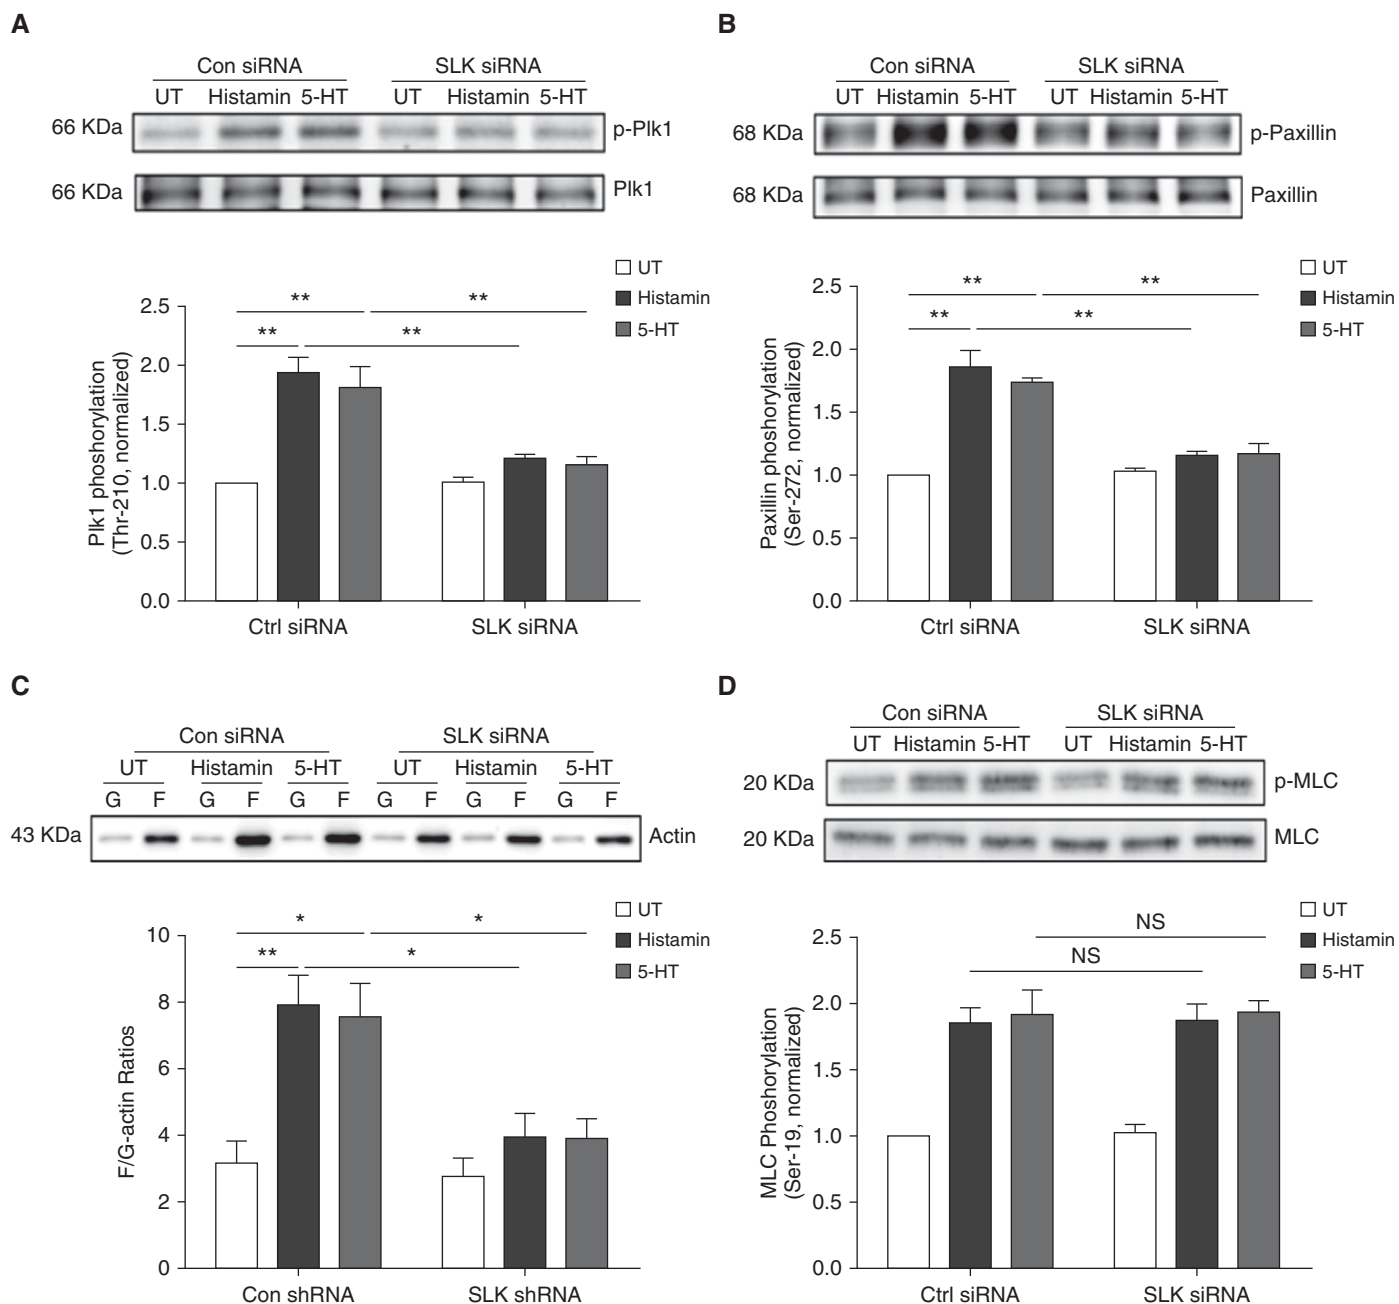 A
Con siRNA SLK siRNA
UT Histamin 5-HT UT Histamin 5-HT
66 KDa p-Plk1
66 KDa Plk1
UT
Histamin
5-HT
** **
** **
Plk1 phoshorylation
(Thr-210, normalized)
2.5
2.0
1.5
1.0
0.5
0.0
Ctrl siRNA SLK siRNA
B
Con siRNA SLK siRNA
UT Histamin 5-HT UT Histamin 5-HT
68 KDa p-Paxillin
68 KDa Paxillin
UT
Histamin
5-HT
** **
** **
Paxillin phoshorylation
(Ser-272, normalized)
2.5
2.0
1.5
1.0
0.5
0.0
Ctrl siRNA SLK siRNA
C
Con siRNA SLK siRNA
UT Histamin 5-HT UT Histamin 5-HT
G F G F G F G F G F G F
43 KDa Actin
UT
Histamin
5-HT
* *
** *
F/G-actin Ratios
10
8
6
4
2
0
Con shRNA SLK shRNA
D
Con siRNA SLK siRNA
UT Histamin 5-HT UT Histamin 5-HT
20 KDa p-MLC
20 KDa MLC
UT
Histamin
5-HT
NS
NS
MLC Phoshorylation
(Ser-19, normalized)
2.5
2.0
1.5
1.0
0.5
0.0
Ctrl siRNA SLK siRNA